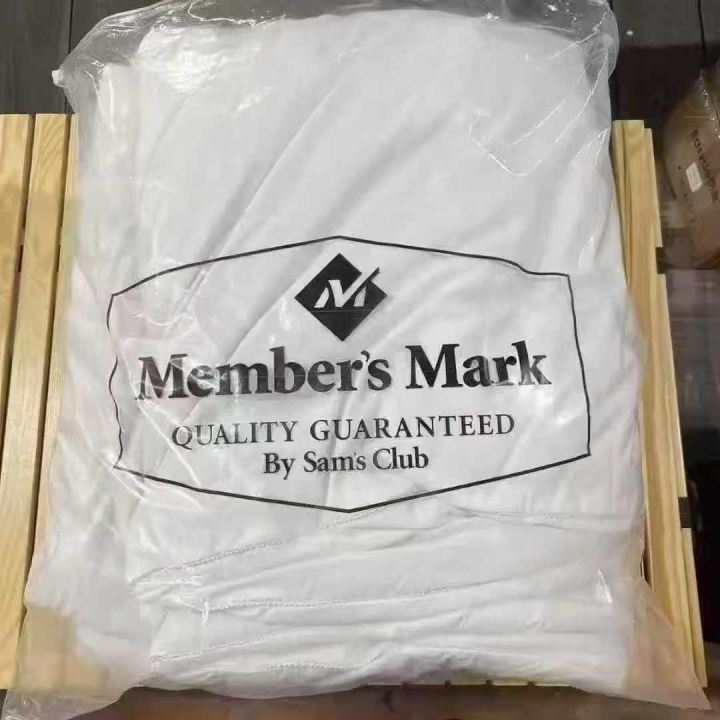 M
Member's Mark
QUALITY GUARANTEED
By Sam's Club